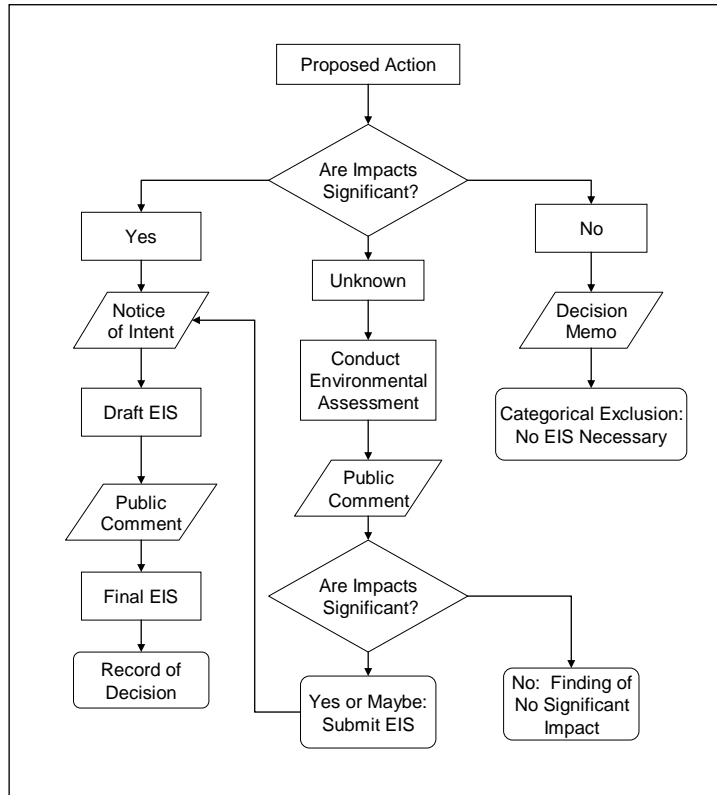 Proposed Action
Are Impacts
Significant?
Yes
No
Unknown
Notice
of Intent
Decision
Memo
Conduct
Environmental
Assessment
Draft EIS
Categorical Exclusion:
No EIS Necessary
Public
Comment
Public
Comment
Final EIS
Are Impacts
Significant?
Record of
Decision
Yes or Maybe:
Submit EIS
No: Finding of
No Significant
Impact